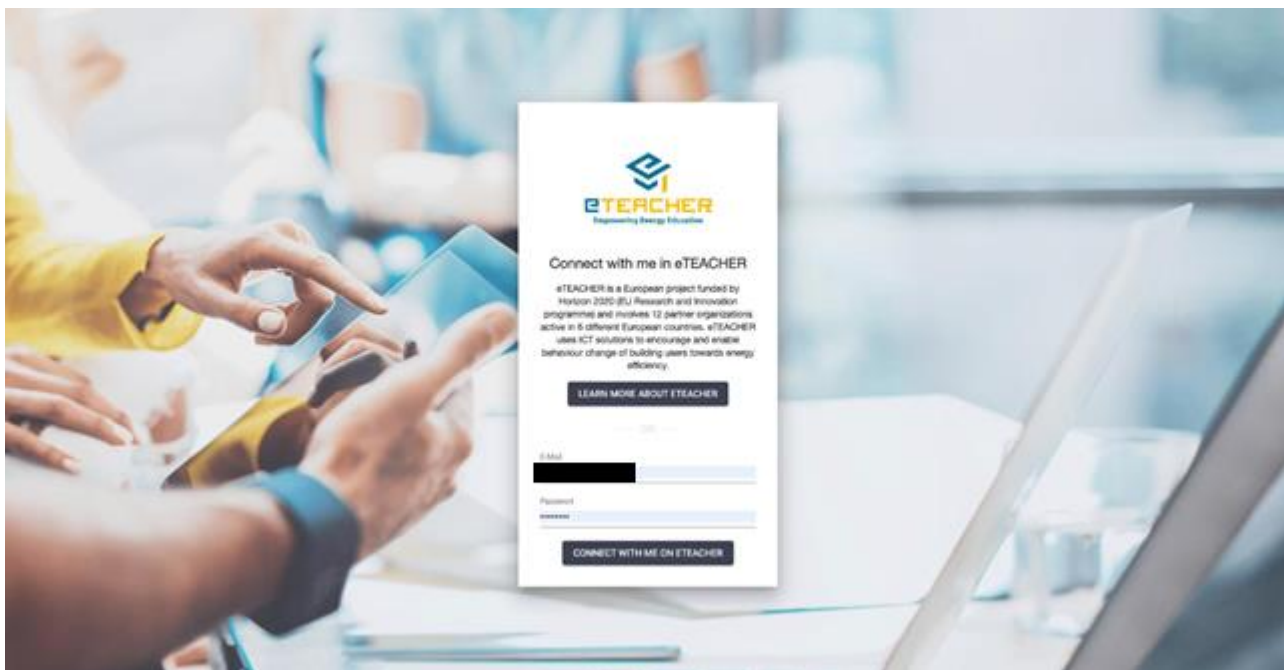 eTEACHER
Empowering Energy Education
Connect with me in eTEACHER
eTEACHER is a European project funded by
Horizon 2020 (EU Research and Innovation
programme) and involves 12 partner organizations
active in 6 different European countries. eTEACHER
uses ICT solutions to encourage and enable
behaviour change of building users towards energy
efficiency.
LEARN MORE ABOUT ETEACHER
OR
E-Mail
Password
CONNECT WITH ME ON ETEACHER